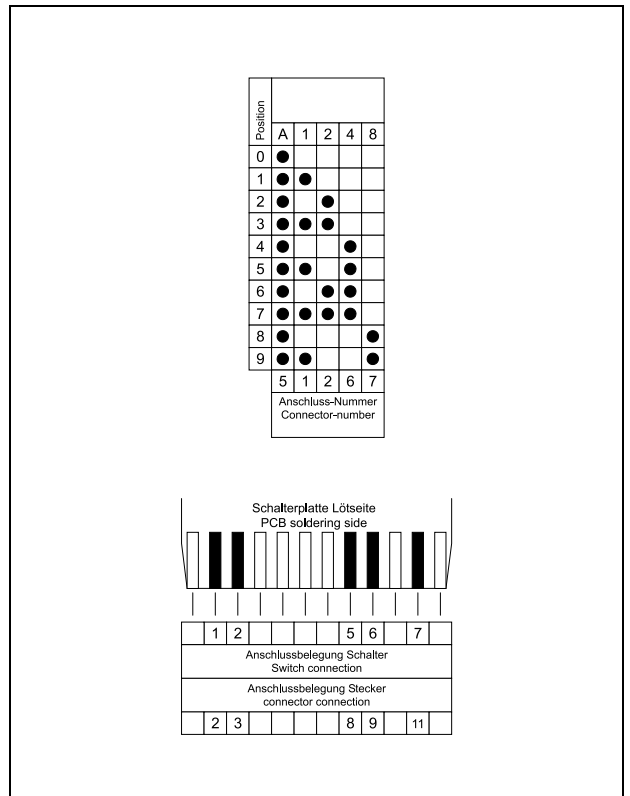 Position
A 1 2 4 8
0 ●
1 ● ●
2 ● ●
3 ● ● ●
4 ● ●
5 ● ● ●
6 ● ● ●
7 ● ● ● ●
8 ● ●
9 ● ● ●
5 1 2 6 7
Anschluss-Nummer
Connector-number
Schalterplatte Lötseite
PCB soldering side
1 2 5 6 7
Anschlussbelegung Schalter
Switch connection
Anschlussbelegung Stecker
connector connection
2 3 8 9 11